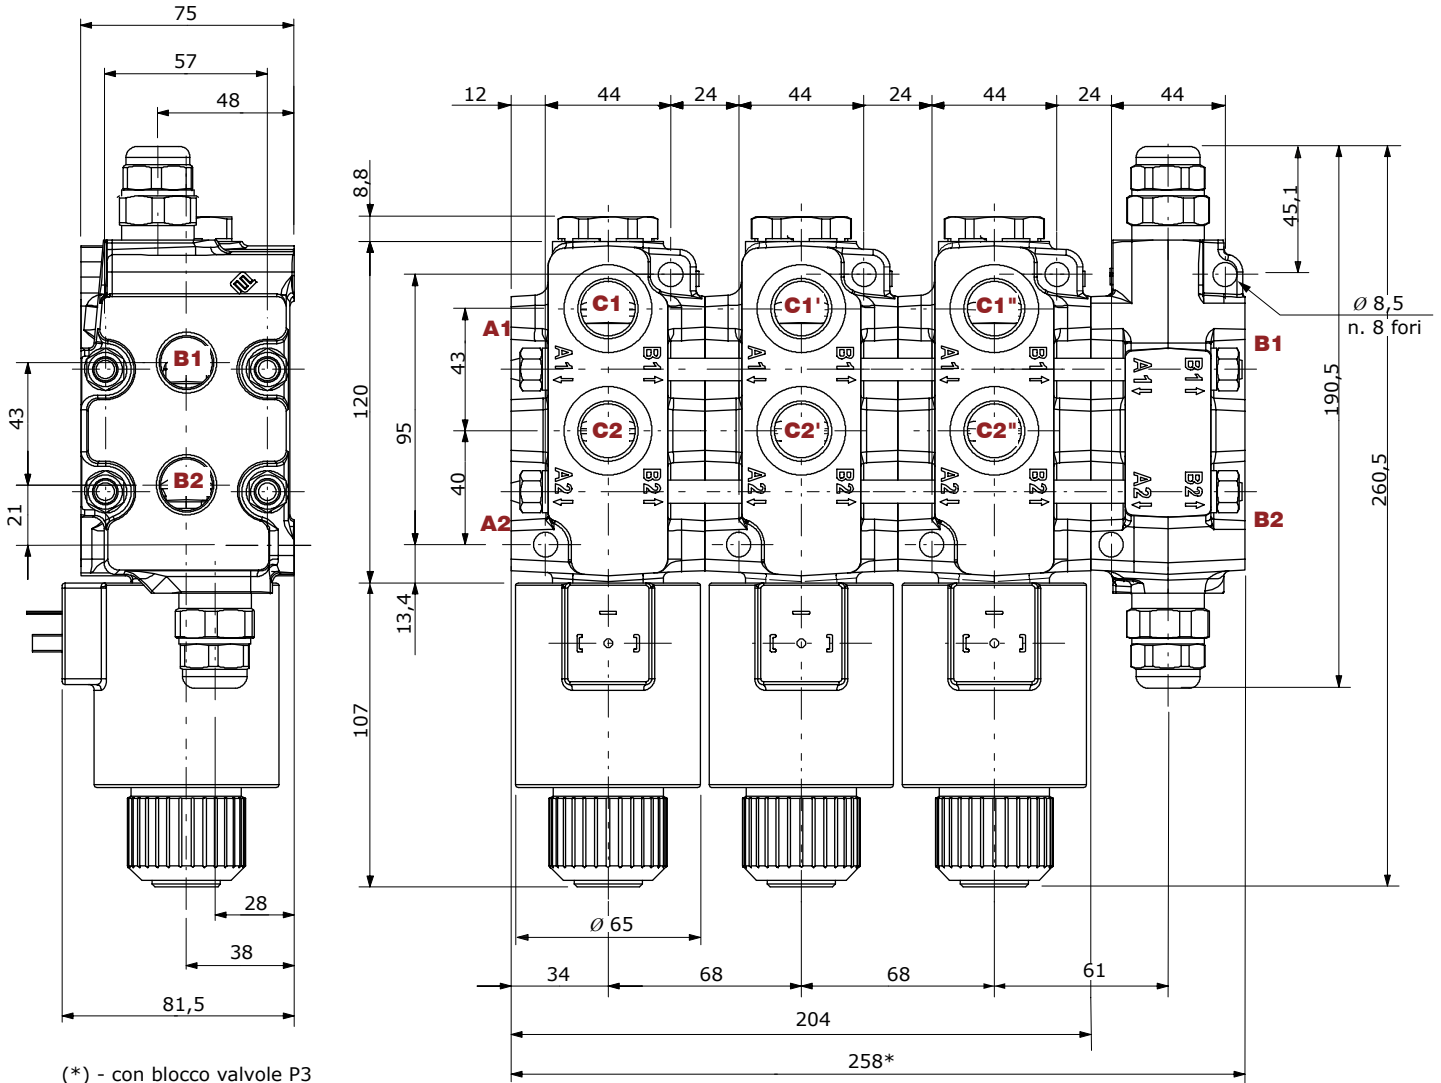 75
57
48
12 44 24 44 24 44 24 44
8,8
45,1
Ø 8,5
n. 8 fori
C1 C1' C1"
A1 B1
A1 B1 A1 B1 A1 B1 A1 B1
B1
43
120
95
43
190,5
260,5
C2 C2' C2"
B2
A2 B2 A2 B2 A2 B2 A2 B2
40
21
A2 B2
13,4
107
28
Ø 65
38
34 68 68 61
81,5
204
258*
(*) - con blocco valvole P3